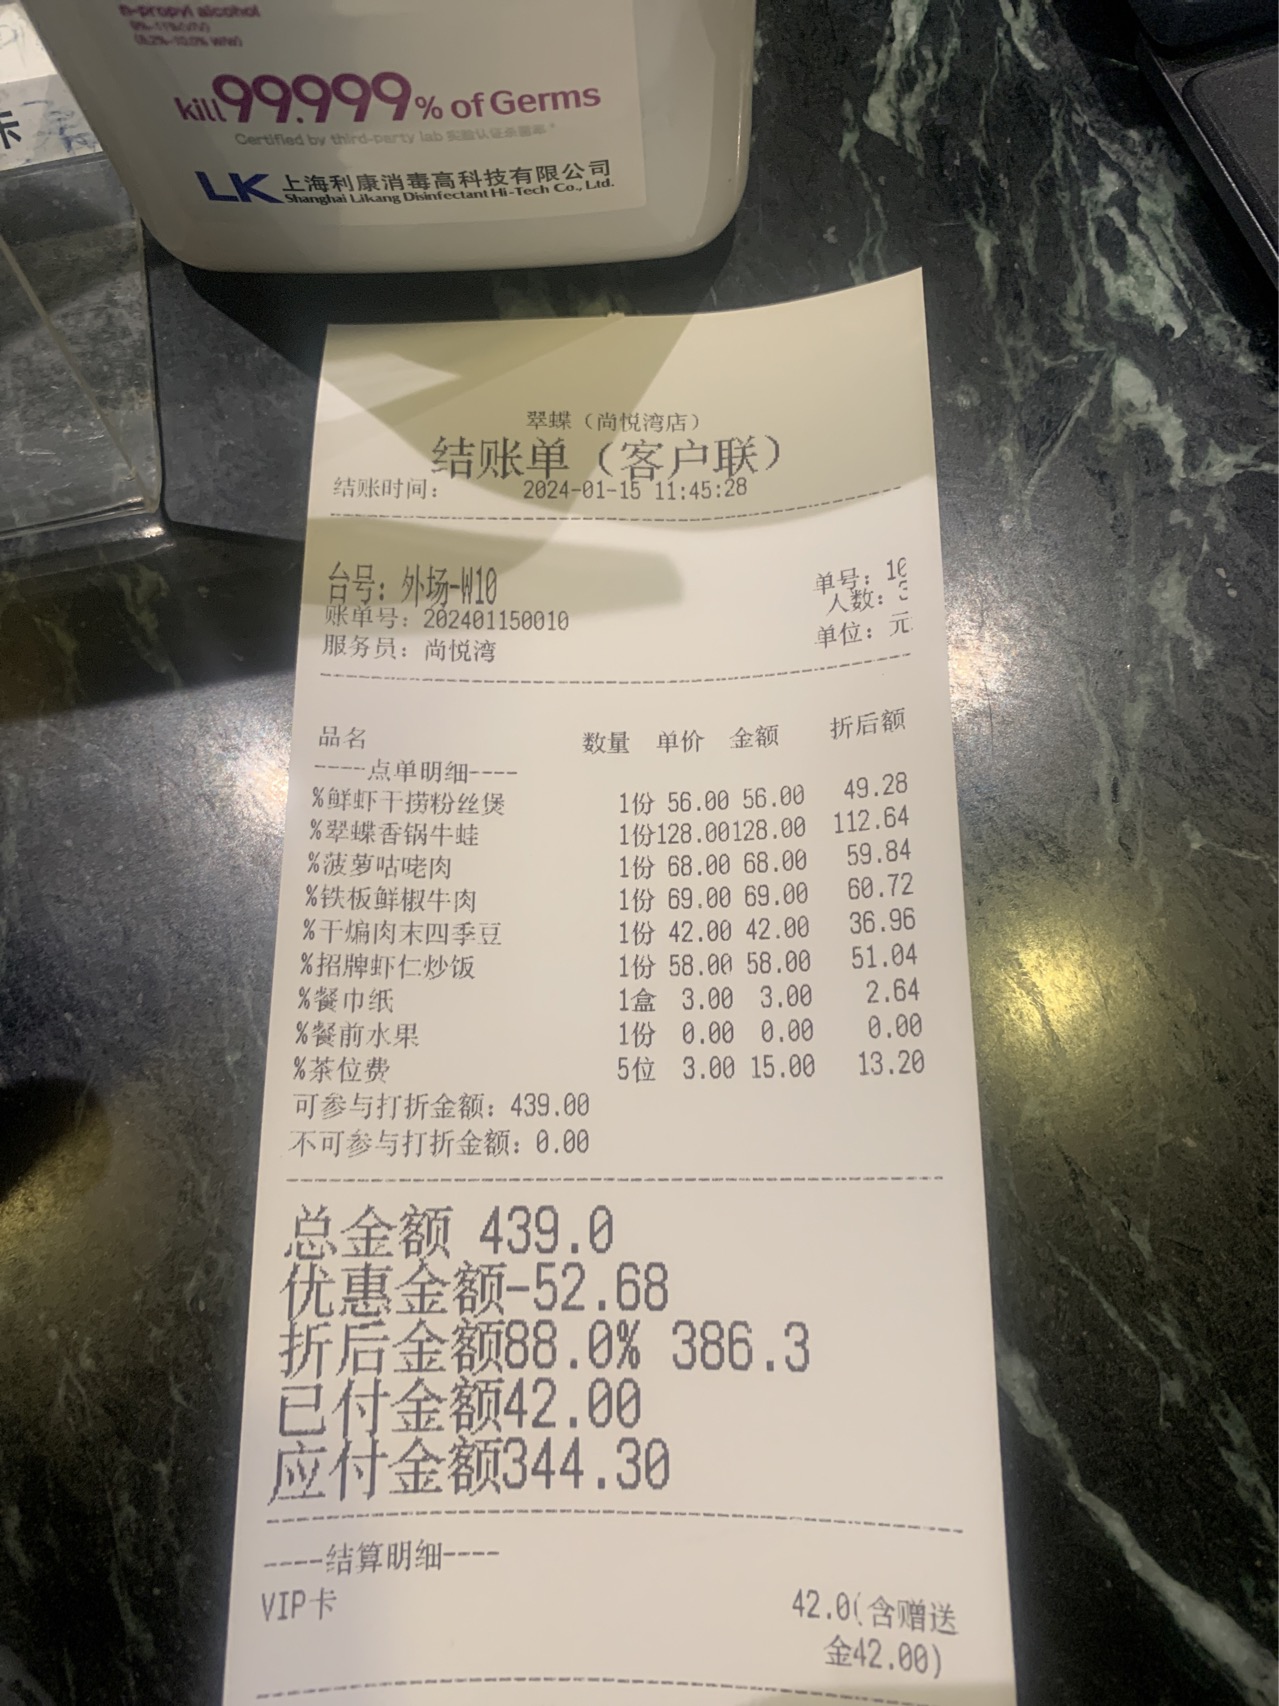 n-propyl alcohol
kill 99.999% of Germs
Certified by third-party lab 实验认证杀菌率*
LK 上海利康消毒高科技有限公司
Shanghai Likang Disinfectant Hi-Tech Co., Ltd.
卡
翠蝶（尚悦湾店）
结账单（客户联）
结账时间： 2024-01-15 11:45:28
台号：外场-W10 单号：10
账单号：202401150010 人数：
服务员：尚悦湾 单位：元
品名 数量 单价 金额 折后额
----点单明细----
%鲜虾干捞粉丝煲 1份 56.00 56.00 49.28
%翠蝶香锅牛蛙 1份128.00128.00 112.64
%菠萝咕咾肉 1份 68.00 68.00 59.84
%铁板鲜椒牛肉 1份 69.00 69.00 60.72
%干煸肉末四季豆 1份 42.00 42.00 36.96
%招牌虾仁炒饭 1份 58.00 58.00 51.04
%餐巾纸 1盒 3.00 3.00 2.64
%餐前水果 1份 0.00 0.00 0.00
%茶位费 5位 3.00 15.00 13.20
可参与打折金额：439.00
不可参与打折金额：0.00
总金额 439.0
优惠金额-52.68
折后金额88.0% 386.3
已付金额42.00
应付金额344.30
----结算明细----
VIP卡 42.0(含赠送
金42.00)